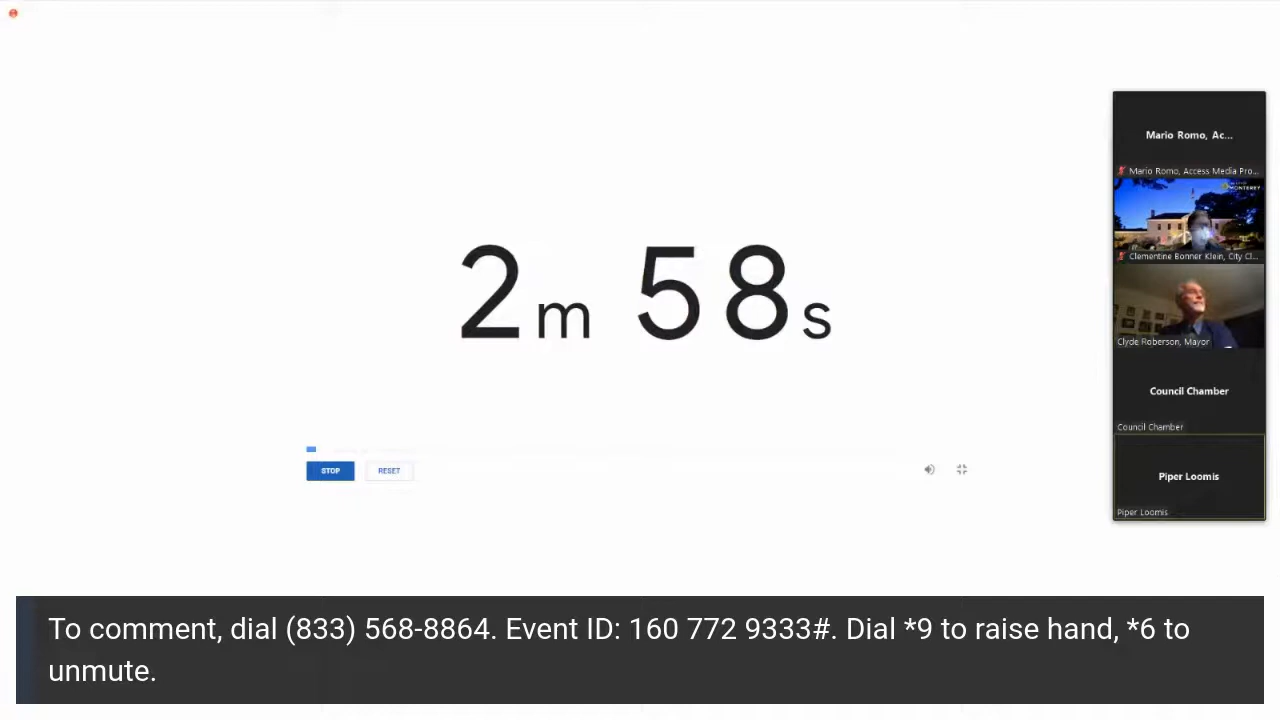 2m 58s
STOP
RESET
Mario Romo, Ac...
Mario Romo, Access Media Pro...
MONTEREY
Clementine Bonner Klein, City Cl...
Clyde Roberson, Mayor
Council Chamber
Council Chamber
Piper Loomis
Piper Loomis
To comment, dial (833) 568-8864. Event ID: 160 772 9333#. Dial *9 to raise hand, *6 to
unmute.